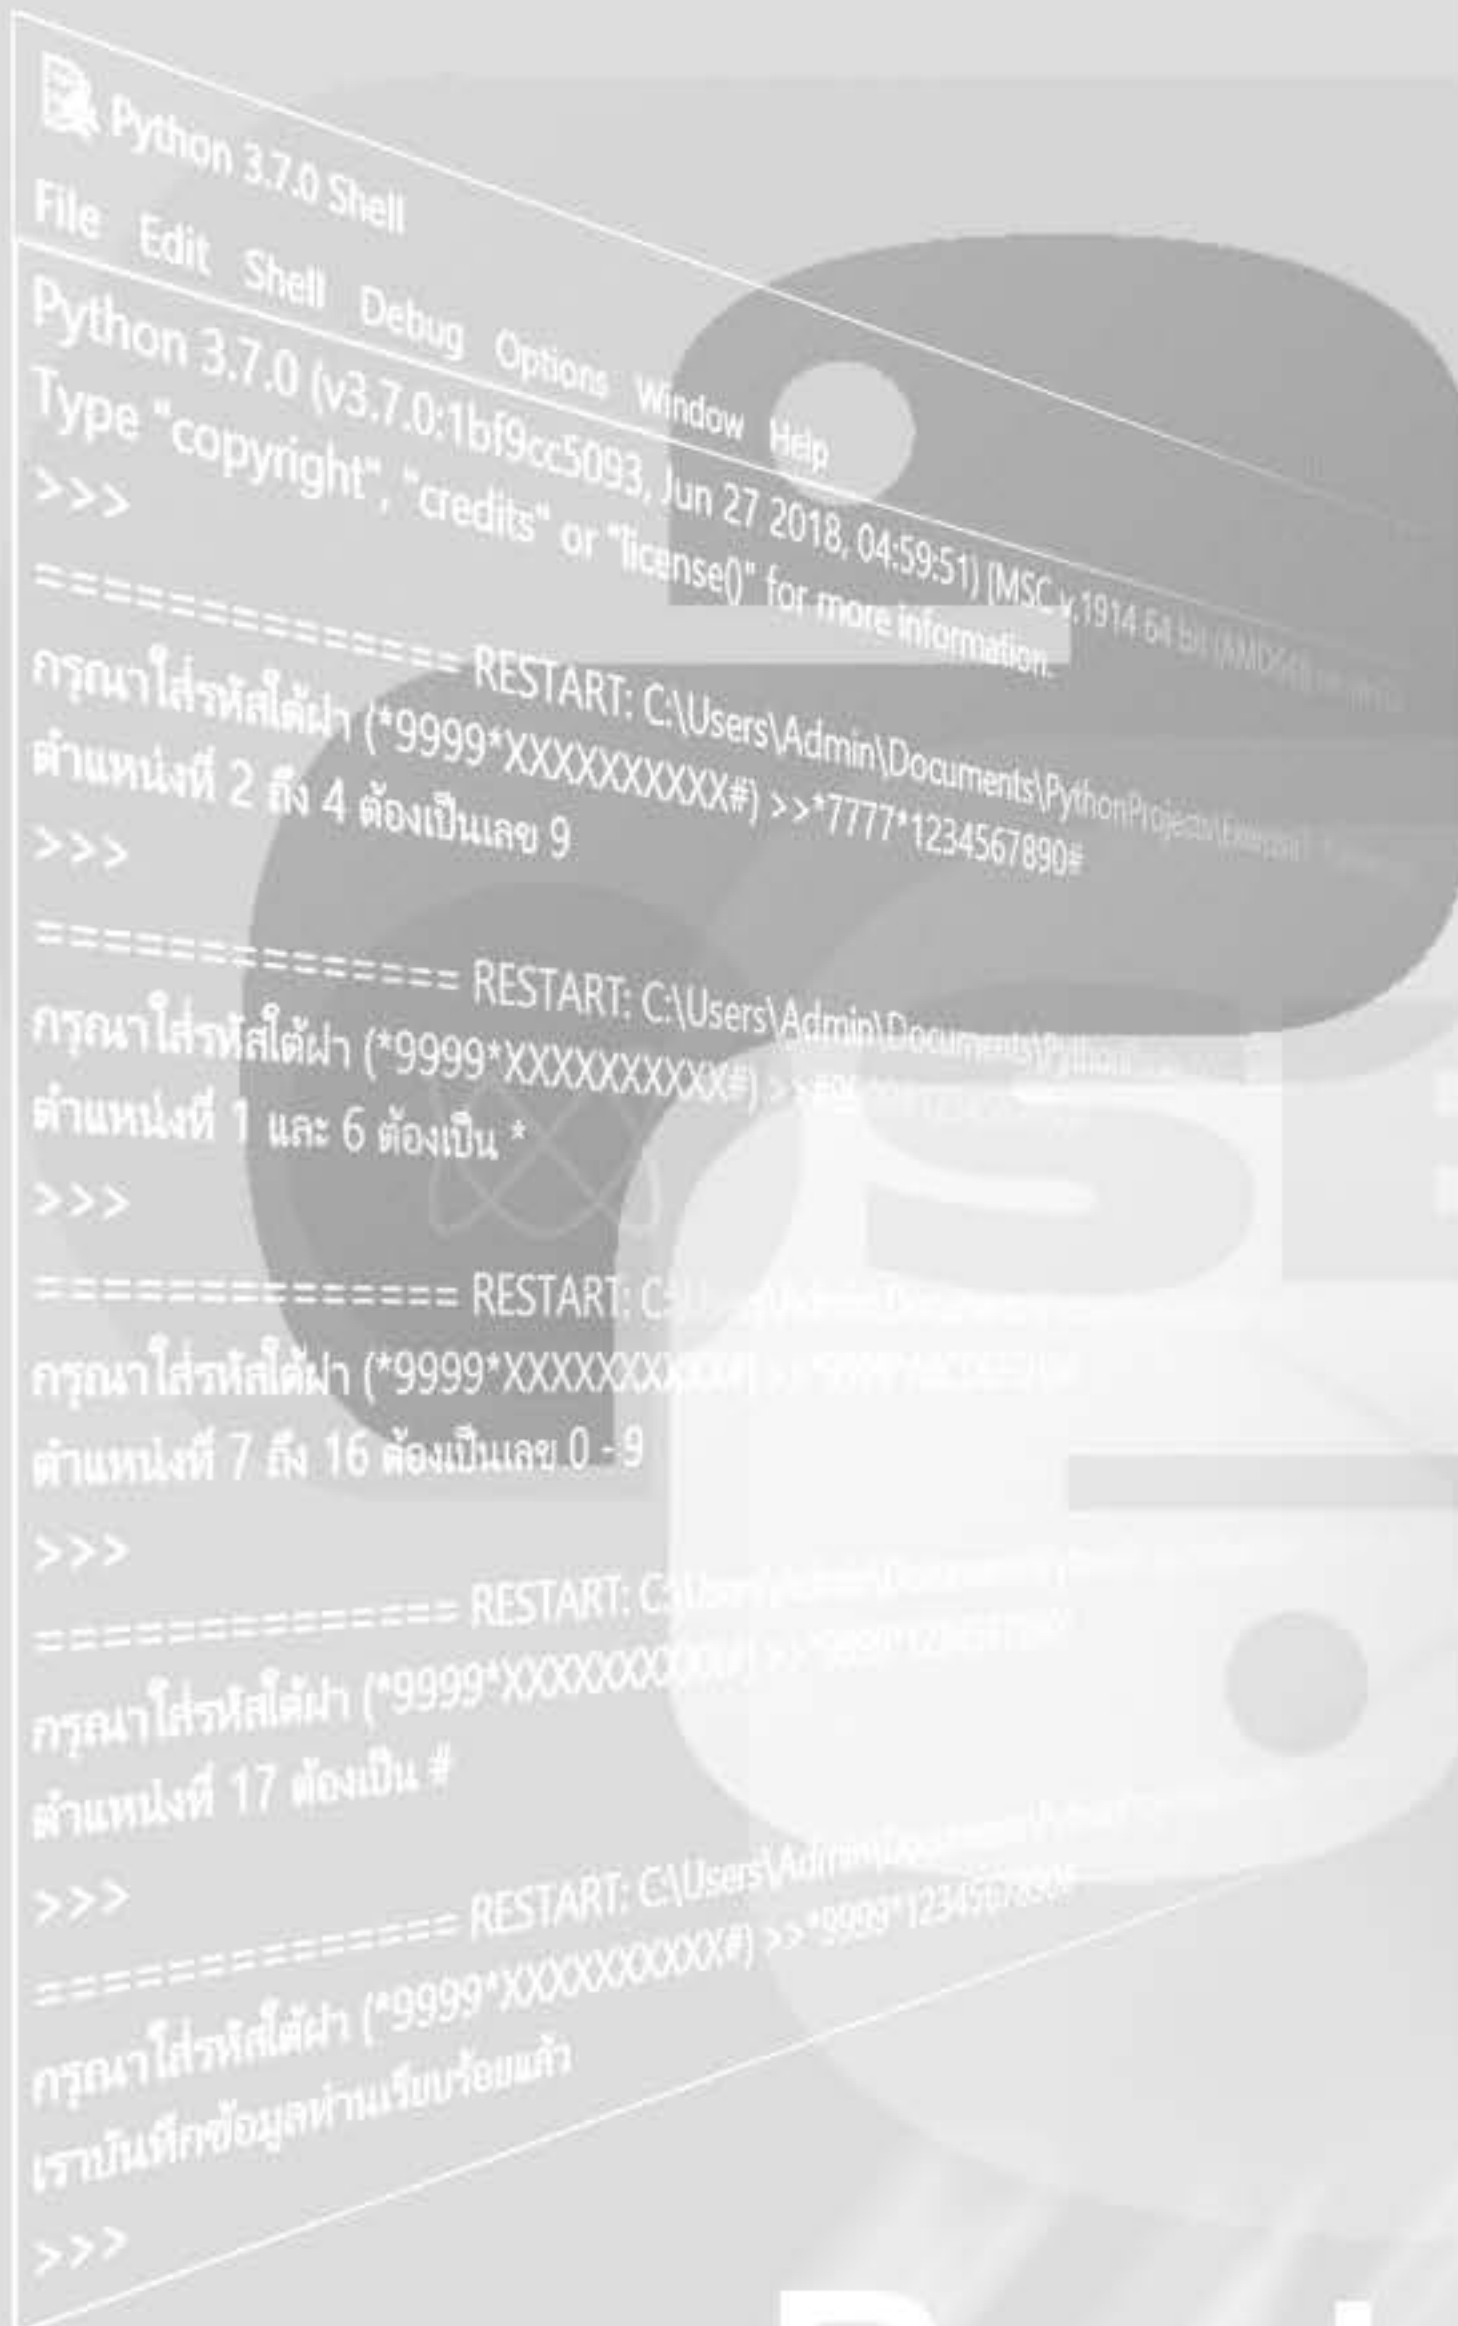 Python 3.7.0 Shell
File Edit Shell Debug Options Window Help
Python 3.7.0 (v3.7.0:1bf9cc5093, Jun 27 2018, 04:59:51) [MSC v.1914 64 bit (AMD64)]
Type "copyright", "credits" or "license()" for more information.
>>>
============== RESTART: C:\Users\Admin\Documents\PythonProjects\
กรุณาใส่รหัสใต้ฝา (*9999*XXXXXXXXXX#) >>*7777*1234567890#
ตำแหน่งที่ 2 ถึง 4 ต้องเป็นเลข 9
>>>
============== RESTART: C:\Users\Admin\Documents\Python
กรุณาใส่รหัสใต้ฝา (*9999*XXXXXXXXXX#) >>
ตำแหน่งที่ 1 และ 6 ต้องเป็น *
>>>
============== RESTART:
กรุณาใส่รหัสใต้ฝา (*9999*XXXXXXXXXX#) >>
ตำแหน่งที่ 7 ถึง 16 ต้องเป็นเลข 0 - 9
>>>
============== RESTART:
กรุณาใส่รหัสใต้ฝา (*9999*XXXXXXXXXX#) >>
ตำแหน่งที่ 17 ต้องเป็น #
>>>
============== RESTART: C:\Users\Admin\
กรุณาใส่รหัสใต้ฝา (*9999*XXXXXXXXXX#) >>*9999*1234567890#
เราบันทึกข้อมูลท่านเรียบร้อยแล้ว
>>>